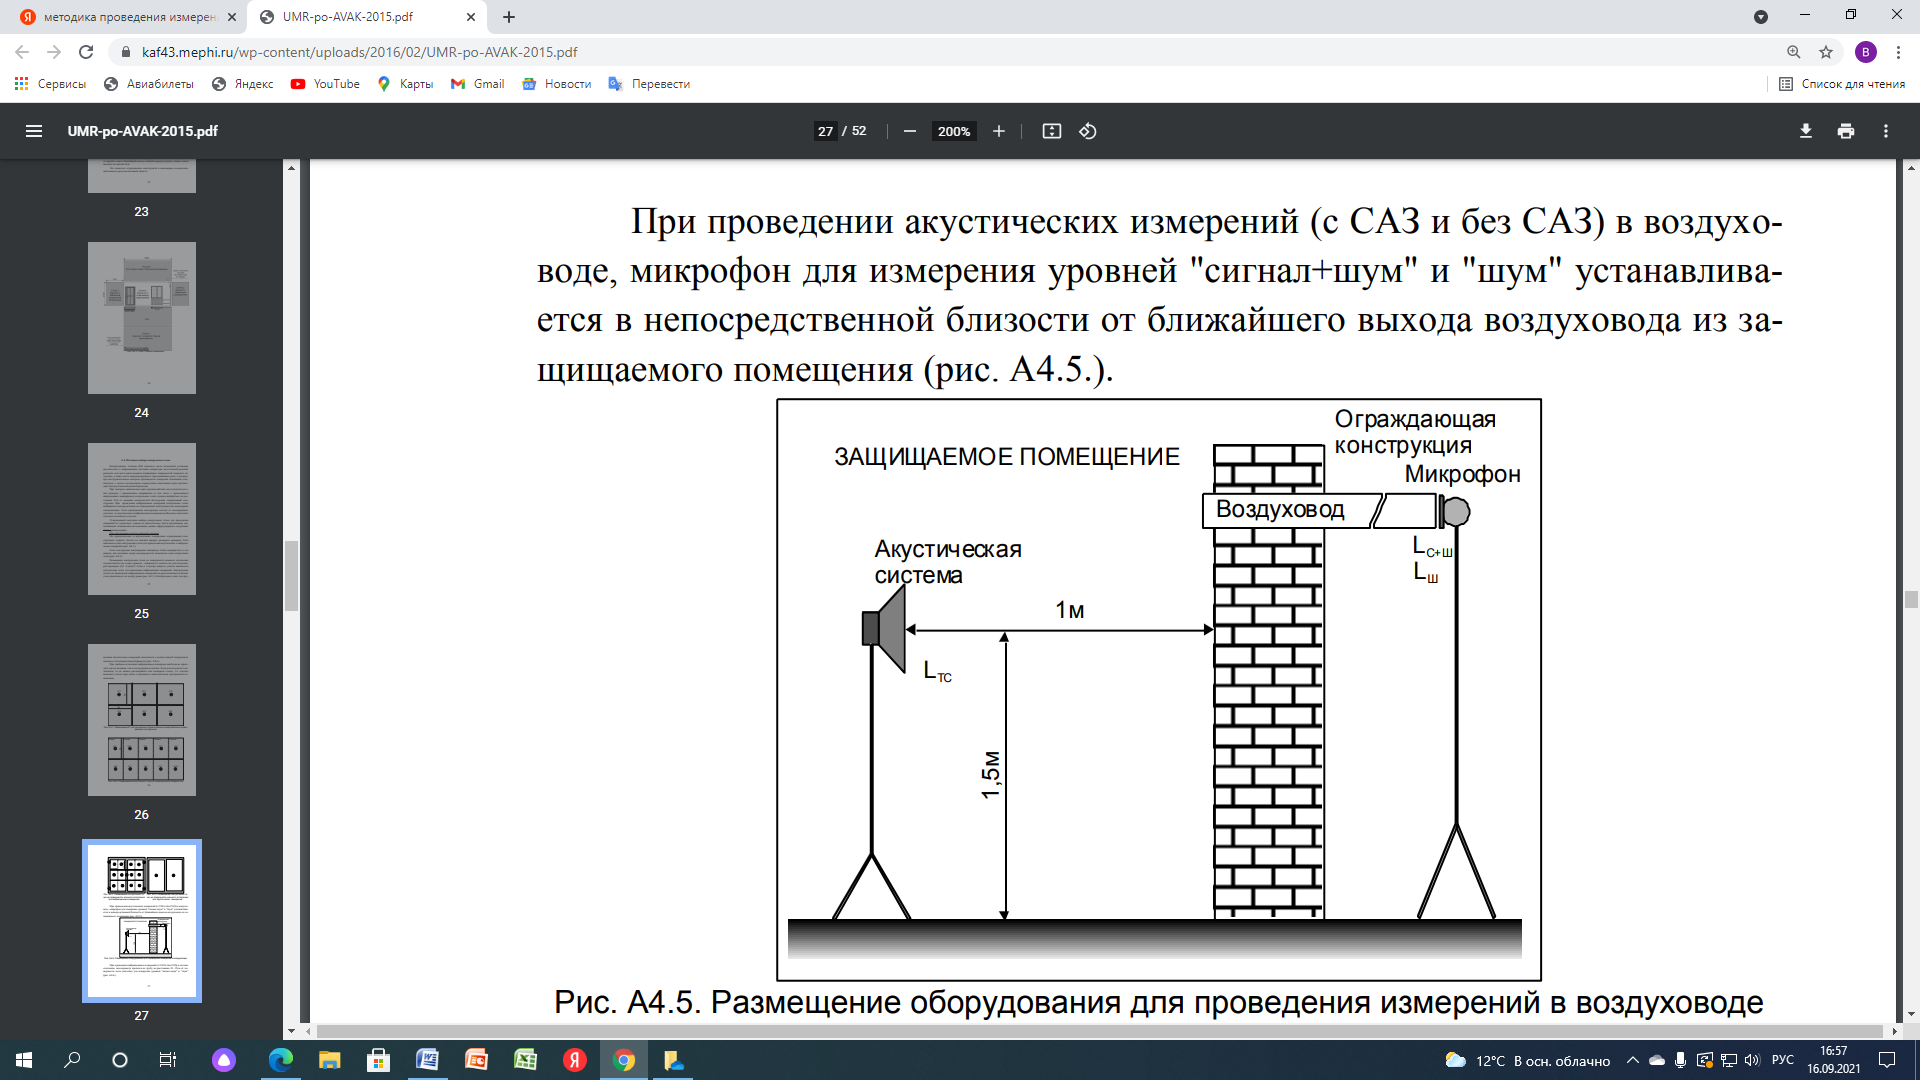 методика проведения измерен
UMR-po-AVAK-2015.pdf
kaf43.mephi.ru/wp-content/uploads/2016/02/UMR-po-AVAK-2015.pdf
В
Сервисы
Авиабилеты
Яндекс
YouTube
Карты
Gmail
Новости
Перевести
Список для чтения
UMR-po-AVAK-2015.pdf
27 / 52
200%
23
24
25
26
27
При проведении акустических измерений (с САЗ и без САЗ) в воздухо-
воде, микрофон для измерения уровней "сигнал+шум" и "шум" устанавлива-
ется в непосредственной близости от ближайшего выхода воздуховода из за-
щищаемого помещения (рис. А4.5.).
Ограждающая
конструкция
ЗАЩИЩАЕМОЕ ПОМЕЩЕНИЕ
Микрофон
Воздуховод
Акустическая
система
LС+Ш
LШ
1м
LТС
1,5м
Рис. А4.5. Размещение оборудования для проведения измерений в воздуховоде
12°C В осн. облачно
РУС
16:57
16.09.2021